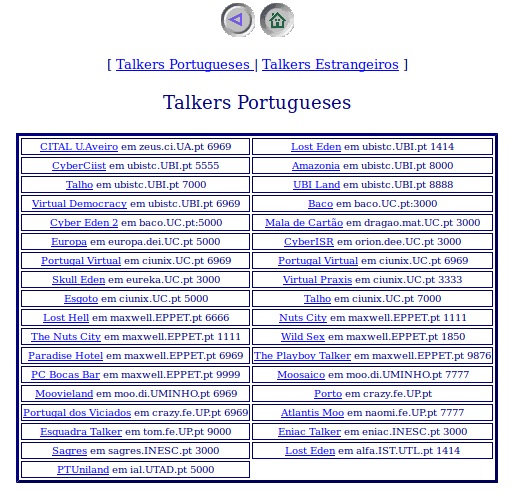 [ Talkers Portugueses | Talkers Estrangeiros ]
Talkers Portugueses
CITAL U.Aveiro em zeus.ci.UA.pt 6969 Lost Eden em ubistc.UBI.pt 1414
CyberCiist em ubistc.UBI.pt 5555 Amazonia em ubistc.UBI.pt 8000
Talho em ubistc.UBI.pt 7000 UBI Land em ubistc.UBI.pt 8888
Virtual Democracy em ubistc.UBI.pt 6969 Baco em baco.UC.pt:3000
Cyber Eden 2 em baco.UC.pt:5000 Mala de Cartão em dragao.mat.UC.pt 3000
Europa em europa.dei.UC.pt 5000 CyberISR em orion.dee.UC.pt 3000
Portugal Virtual em ciunix.UC.pt 6969 Portugal Virtual em ciunix.UC.pt 6969
Skull Eden em eureka.UC.pt 3000 Virtual Praxis em ciunix.UC.pt 3333
Esgoto em ciunix.UC.pt 5000 Talho em ciunix.UC.pt 7000
Lost Hell em maxwell.EPPET.pt 6666 Nuts City em maxwell.EPPET.pt 1111
The Nuts City em maxwell.EPPET.pt 1111 Wild Sex em maxwell.EPPET.pt 1850
Paradise Hotel em maxwell.EPPET.pt 6969 The Playboy Talker em maxwell.EPPET.pt 9876
PC Bocas Bar em maxwell.EPPET.pt 9999 Moosaico em moo.di.UMINHO.pt 7777
Moovieland em moo.di.UMINHO.pt 6969 Porto em crazy.fe.UP.pt
Portugal dos Viciados em crazy.fe.UP.pt 6969 Atlantis Moo em naomi.fe.UP.pt 7777
Esquadra Talker em tom.fe.UP.pt 9000 Eniac Talker em eniac.INESC.pt 3000
Sagres em sagres.INESC.pt 3000 Lost Eden em alfa.IST.UTL.pt 1414
PTUniland em ial.UTAD.pt 5000